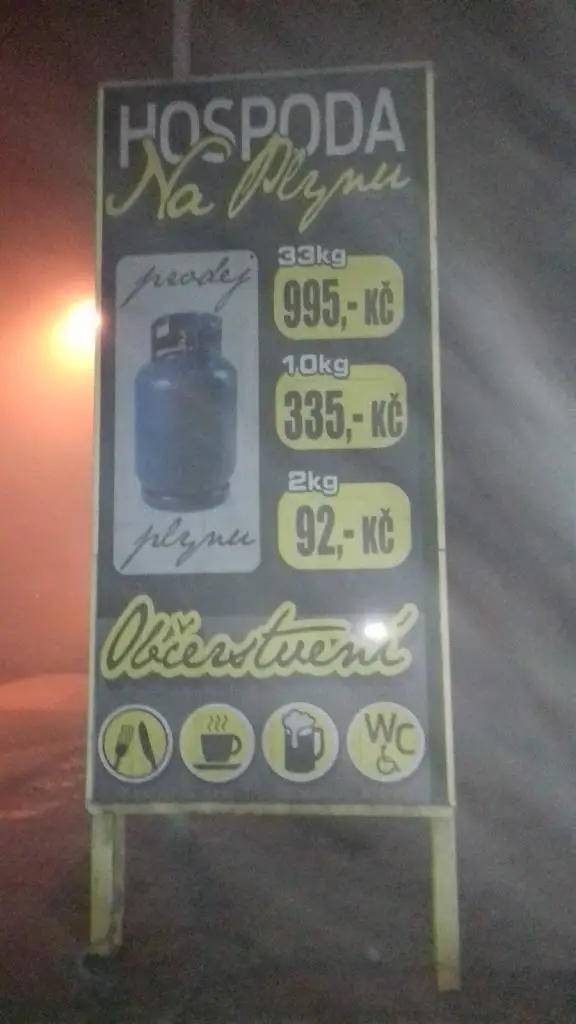 HOSPODA
Na Plynu
prodej
plynu
33kg
995,- KČ
10kg
335,- KČ
2kg
92,- KČ
Občerstvení
WC